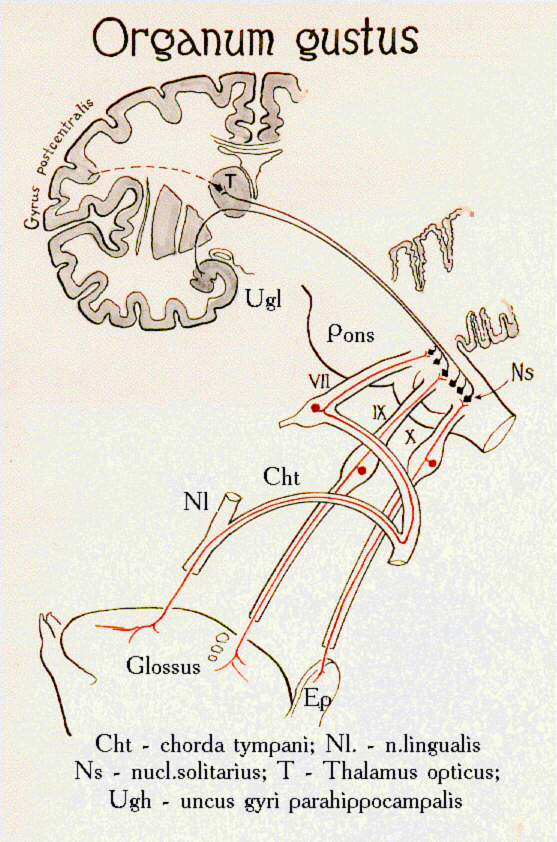 Organum gustus
Gyrus postcentralis
T
Ugl
Pons
VII
Ns
IX
X
Cht
Nl
Glossus
Ep
Cht - chorda tympani; Nl. - n.lingualis
Ns - nucl.solitarius; T - Thalamus opticus;
Ugh - uncus gyri parahippocampalis